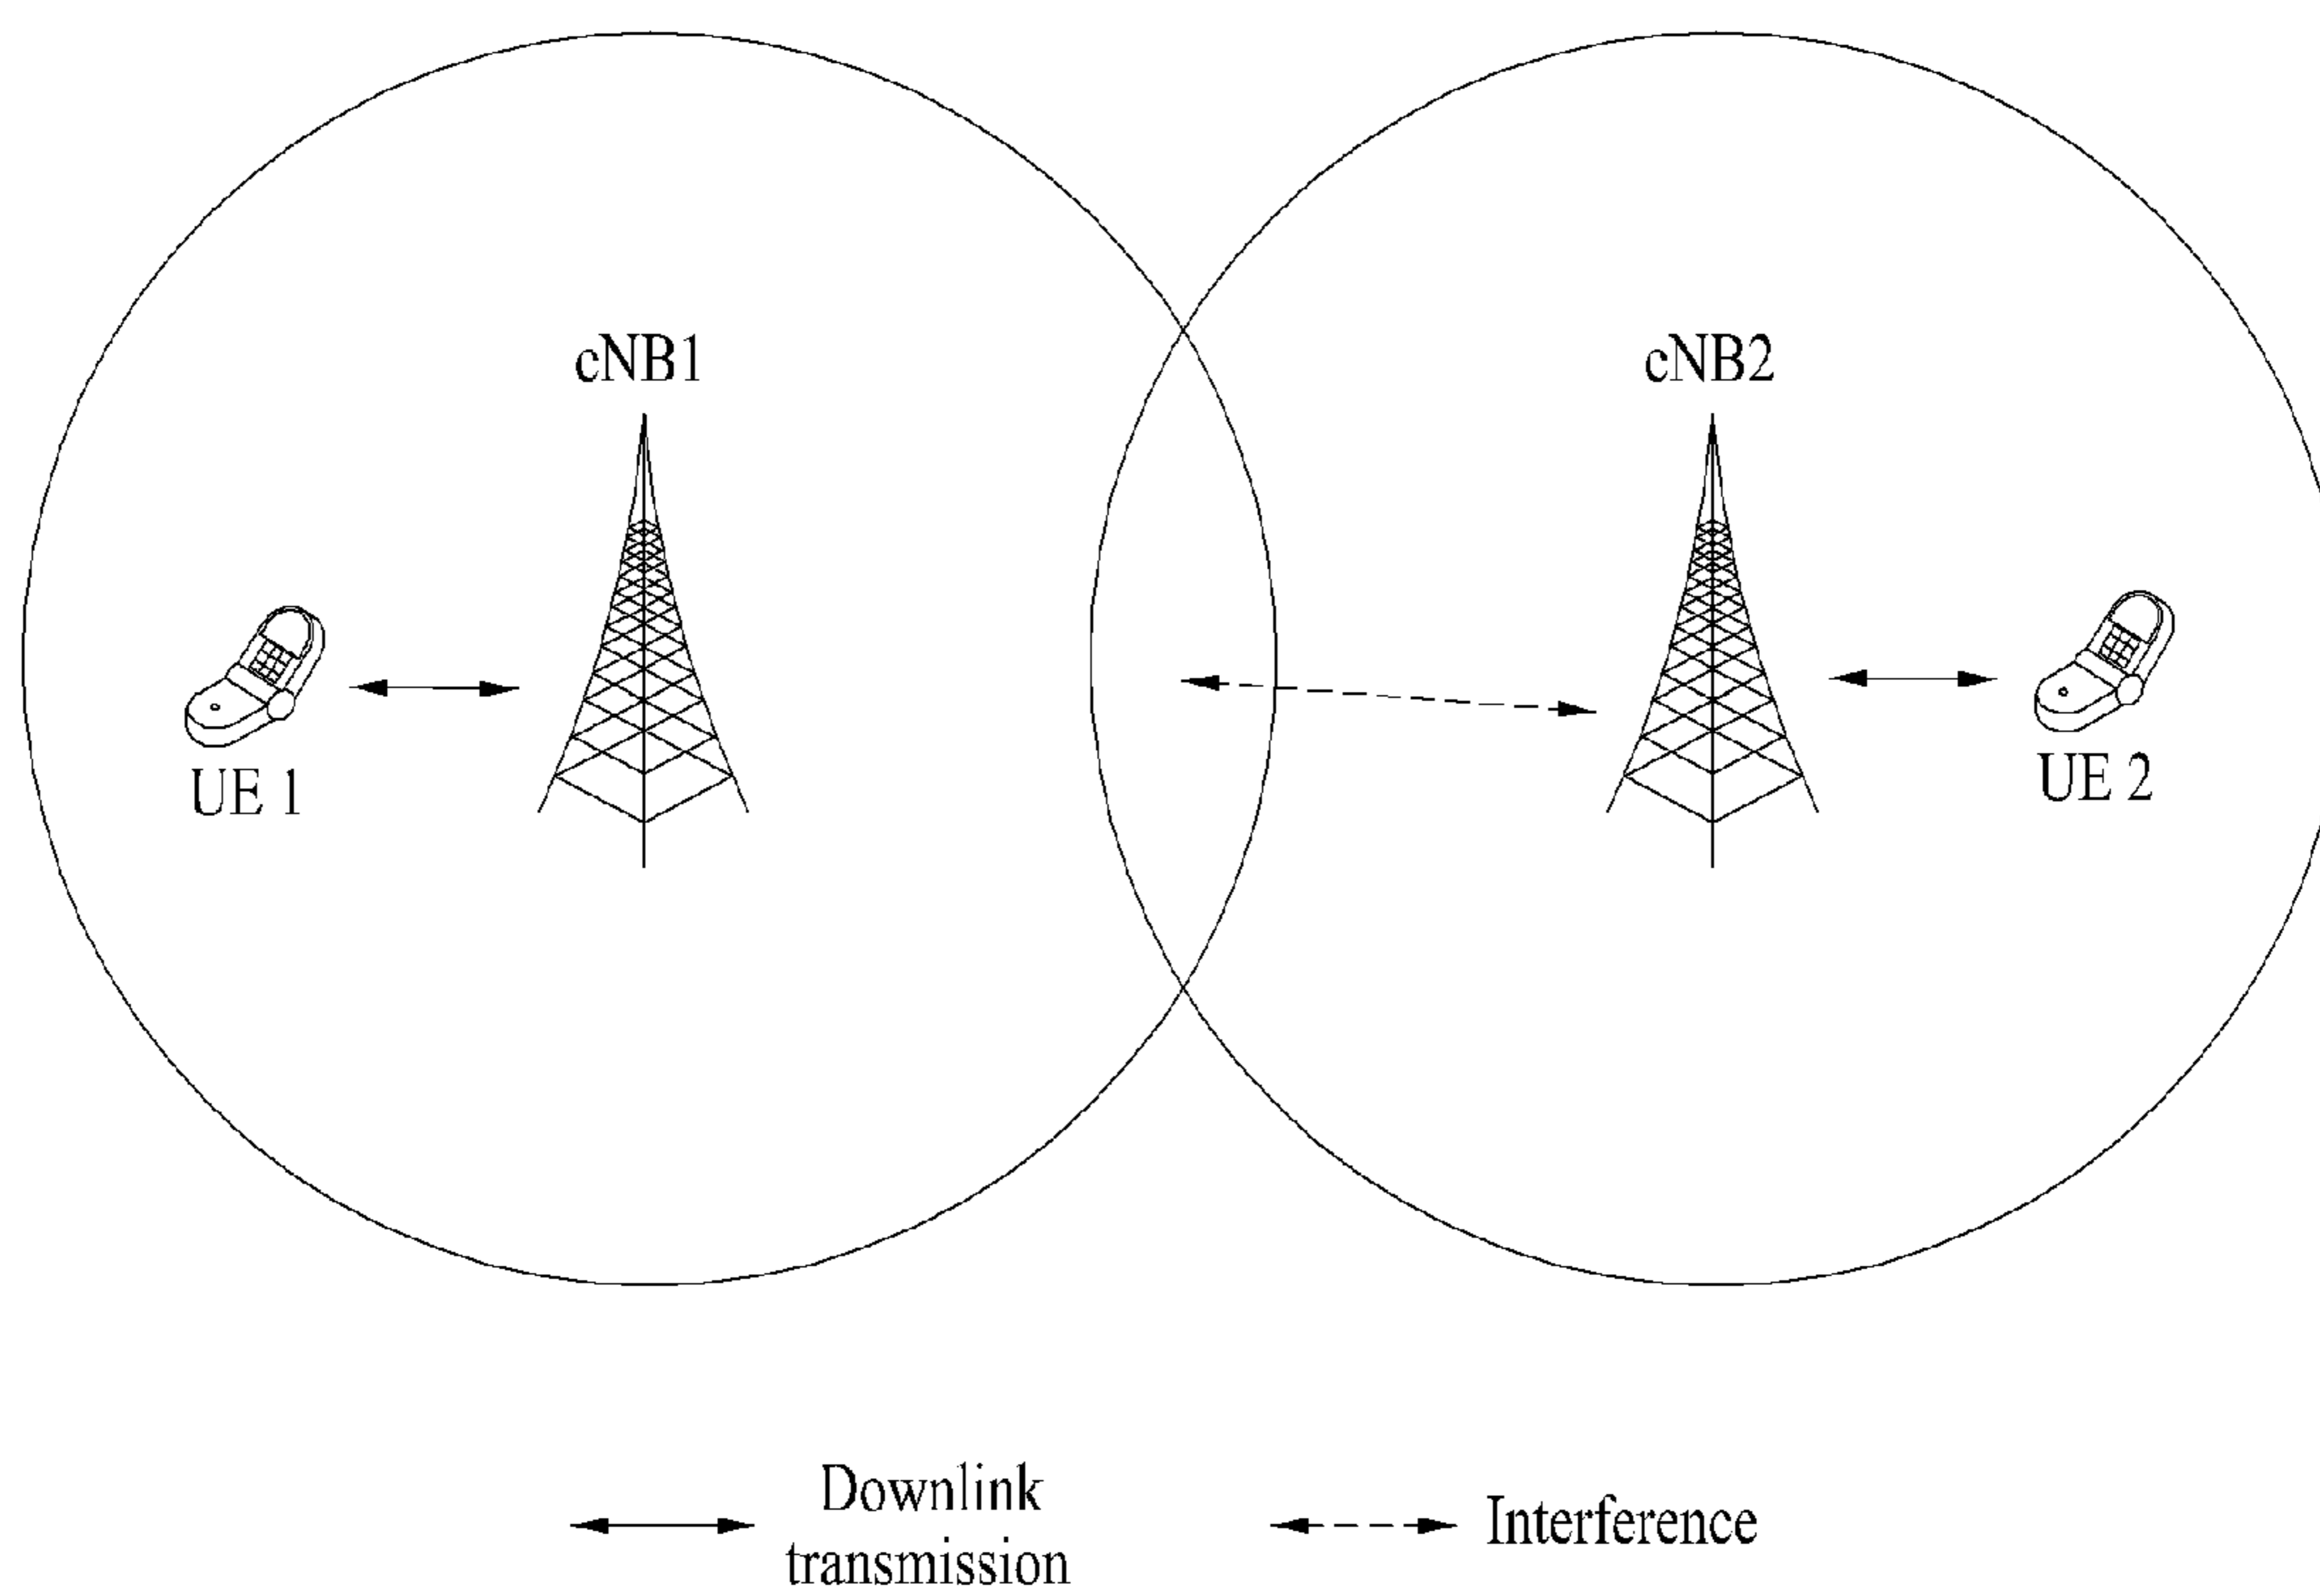 cNB1
cNB2
UE 1
UE 2
Downlink
transmission
Interference